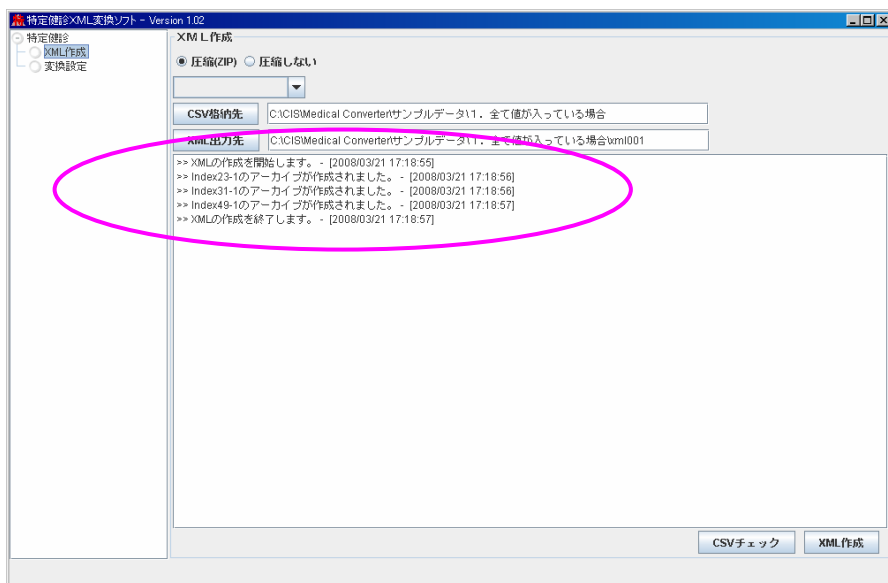 特定健診XML変換ソフト - Version 1.02
特定健診
XML作成
変換設定
XML作成
圧縮(ZIP) 圧縮しない
CSV格納先 C:\CIS\Medical Converter\サンプルデータ\1．全て値が入っている場合
XML出力先 C:\CIS\Medical Converter\サンプルデータ\1．全て値が入っている場合\xml001
>> XMLの作成を開始します。 - [2008/03/21 17:18:55]
>> Index23-1のアーカイブが作成されました。 - [2008/03/21 17:18:56]
>> Index31-1のアーカイブが作成されました。 - [2008/03/21 17:18:56]
>> Index49-1のアーカイブが作成されました。 - [2008/03/21 17:18:57]
>> XMLの作成を終了します。 - [2008/03/21 17:18:57]
CSVチェック XML作成